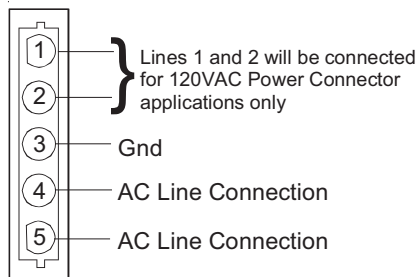 1
2
Lines 1 and 2 will be connected
for 120VAC Power Connector
applications only
3
Gnd
4
AC Line Connection
5
AC Line Connection